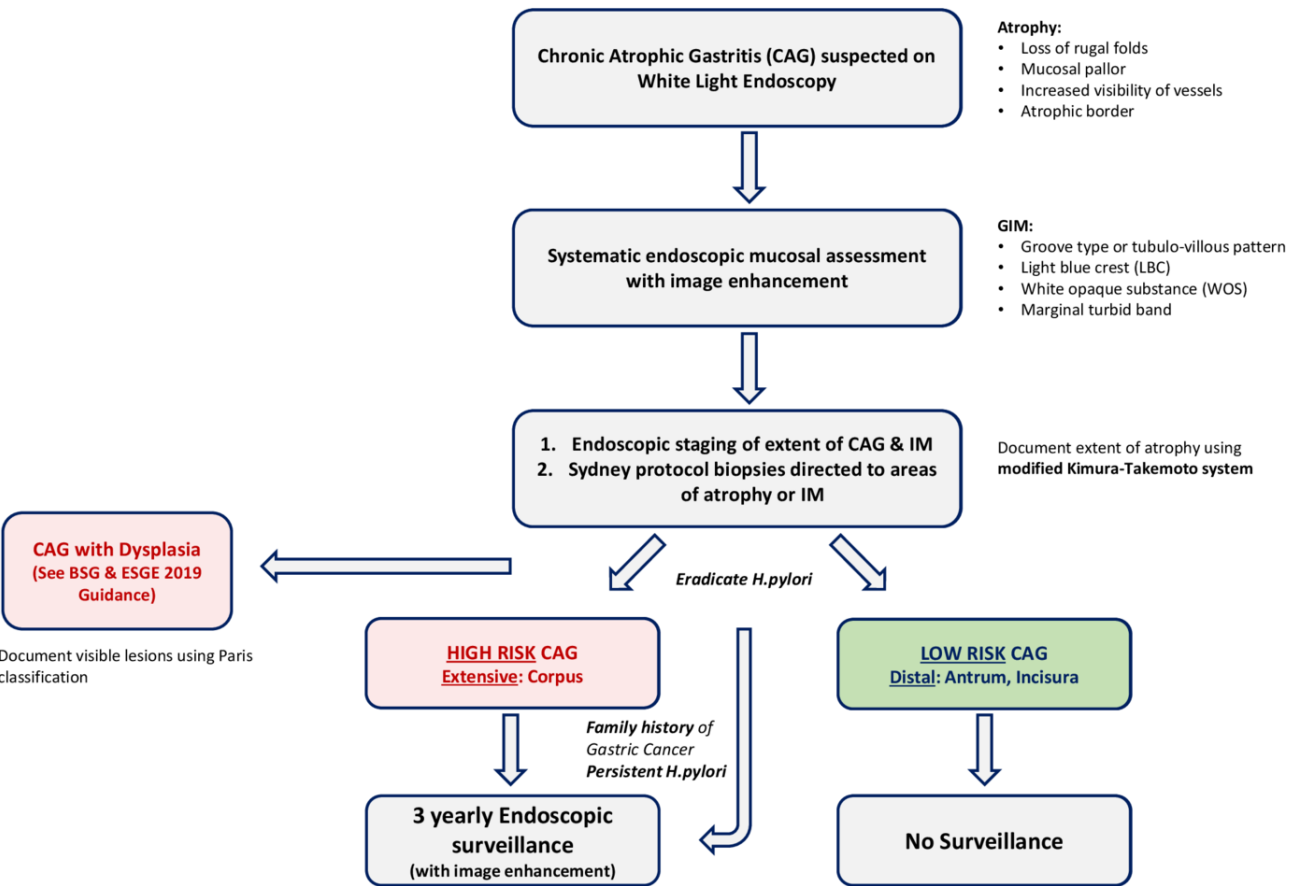 Chronic Atrophic Gastritis (CAG) suspected on
White Light Endoscopy
Atrophy:
• Loss of rugal folds
• Mucosal pallor
• Increased visibility of vessels
• Atrophic border
Systematic endoscopic mucosal assessment
with image enhancement
GIM:
• Groove type or tubulo-villous pattern
• Light blue crest (LBC)
• White opaque substance (WOS)
• Marginal turbid band
1. Endoscopic staging of extent of CAG & IM
2. Sydney protocol biopsies directed to areas
of atrophy or IM
Document extent of atrophy using
modified Kimura-Takemoto system
CAG with Dysplasia
(See BSG & ESGE 2019
Guidance)
Document visible lesions using Paris
classification
Eradicate H.pylori
HIGH RISK CAG
Extensive: Corpus
LOW RISK CAG
Distal: Antrum, Incisura
Family history of
Gastric Cancer
Persistent H.pylori
3 yearly Endoscopic
surveillance
(with image enhancement)
No Surveillance